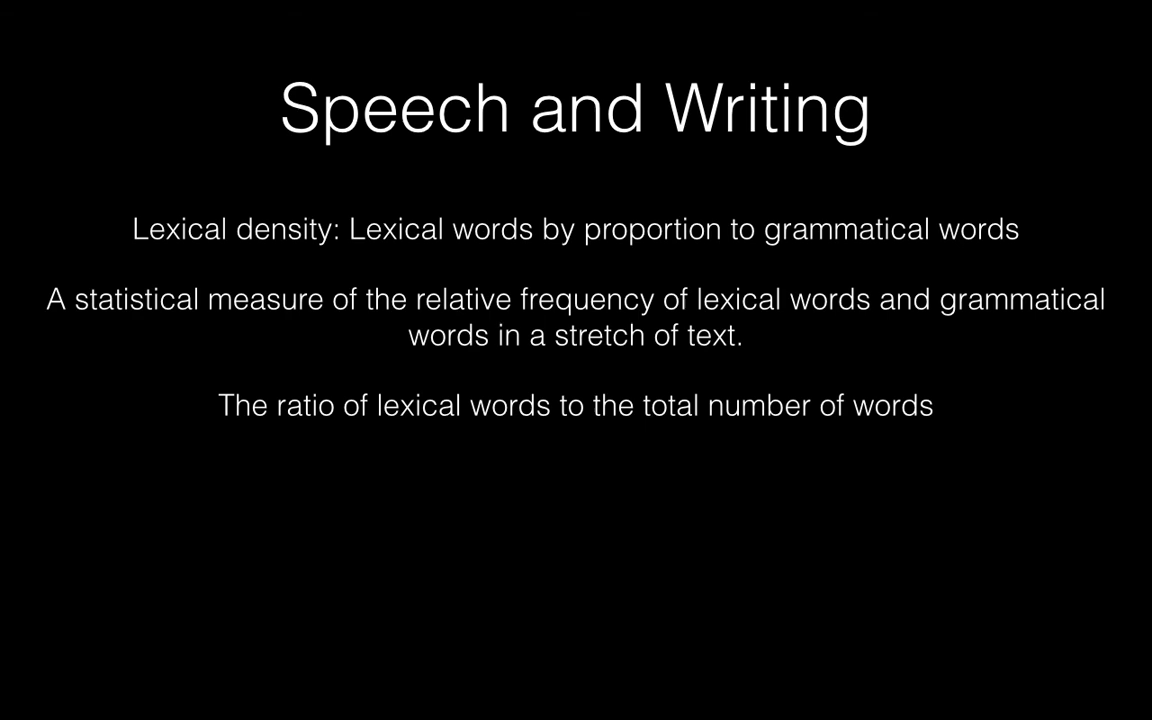 Speech and Writing
Lexical density: Lexical words by proportion to grammatical words
A statistical measure of the relative frequency of lexical words and grammatical
words in a stretch of text.
The ratio of lexical words to the total number of words